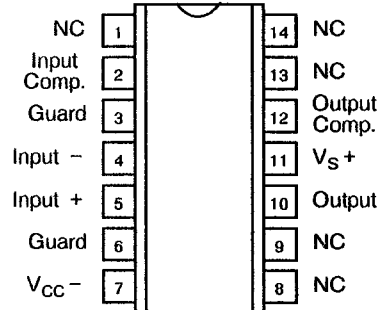 NC 1 14 NC
Input Comp. 2 13 NC
Guard 3 12 Output Comp.
Input − 4 11 VS +
Input + 5 10 Output
Guard 6 9 NC
VCC − 7 8 NC